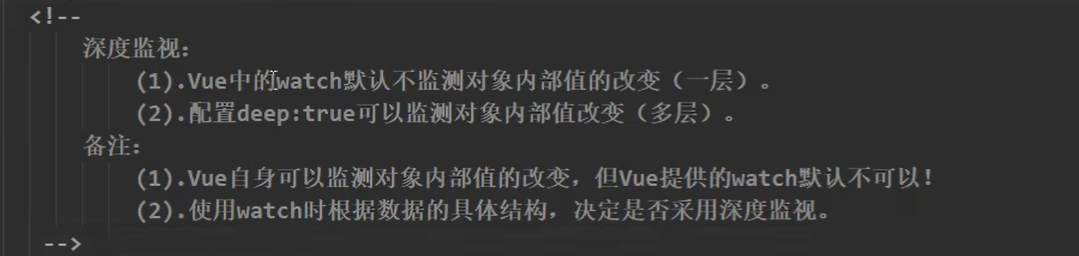 <!--
深度监视：
(1).Vue中的watch默认不监测对象内部值的改变（一层）。
(2).配置deep:true可以监测对象内部值改变（多层）。
备注：
(1).Vue自身可以监测对象内部值的改变，但Vue提供的watch默认不可以！
(2).使用watch时根据数据的具体结构，决定是否采用深度监视。
-->